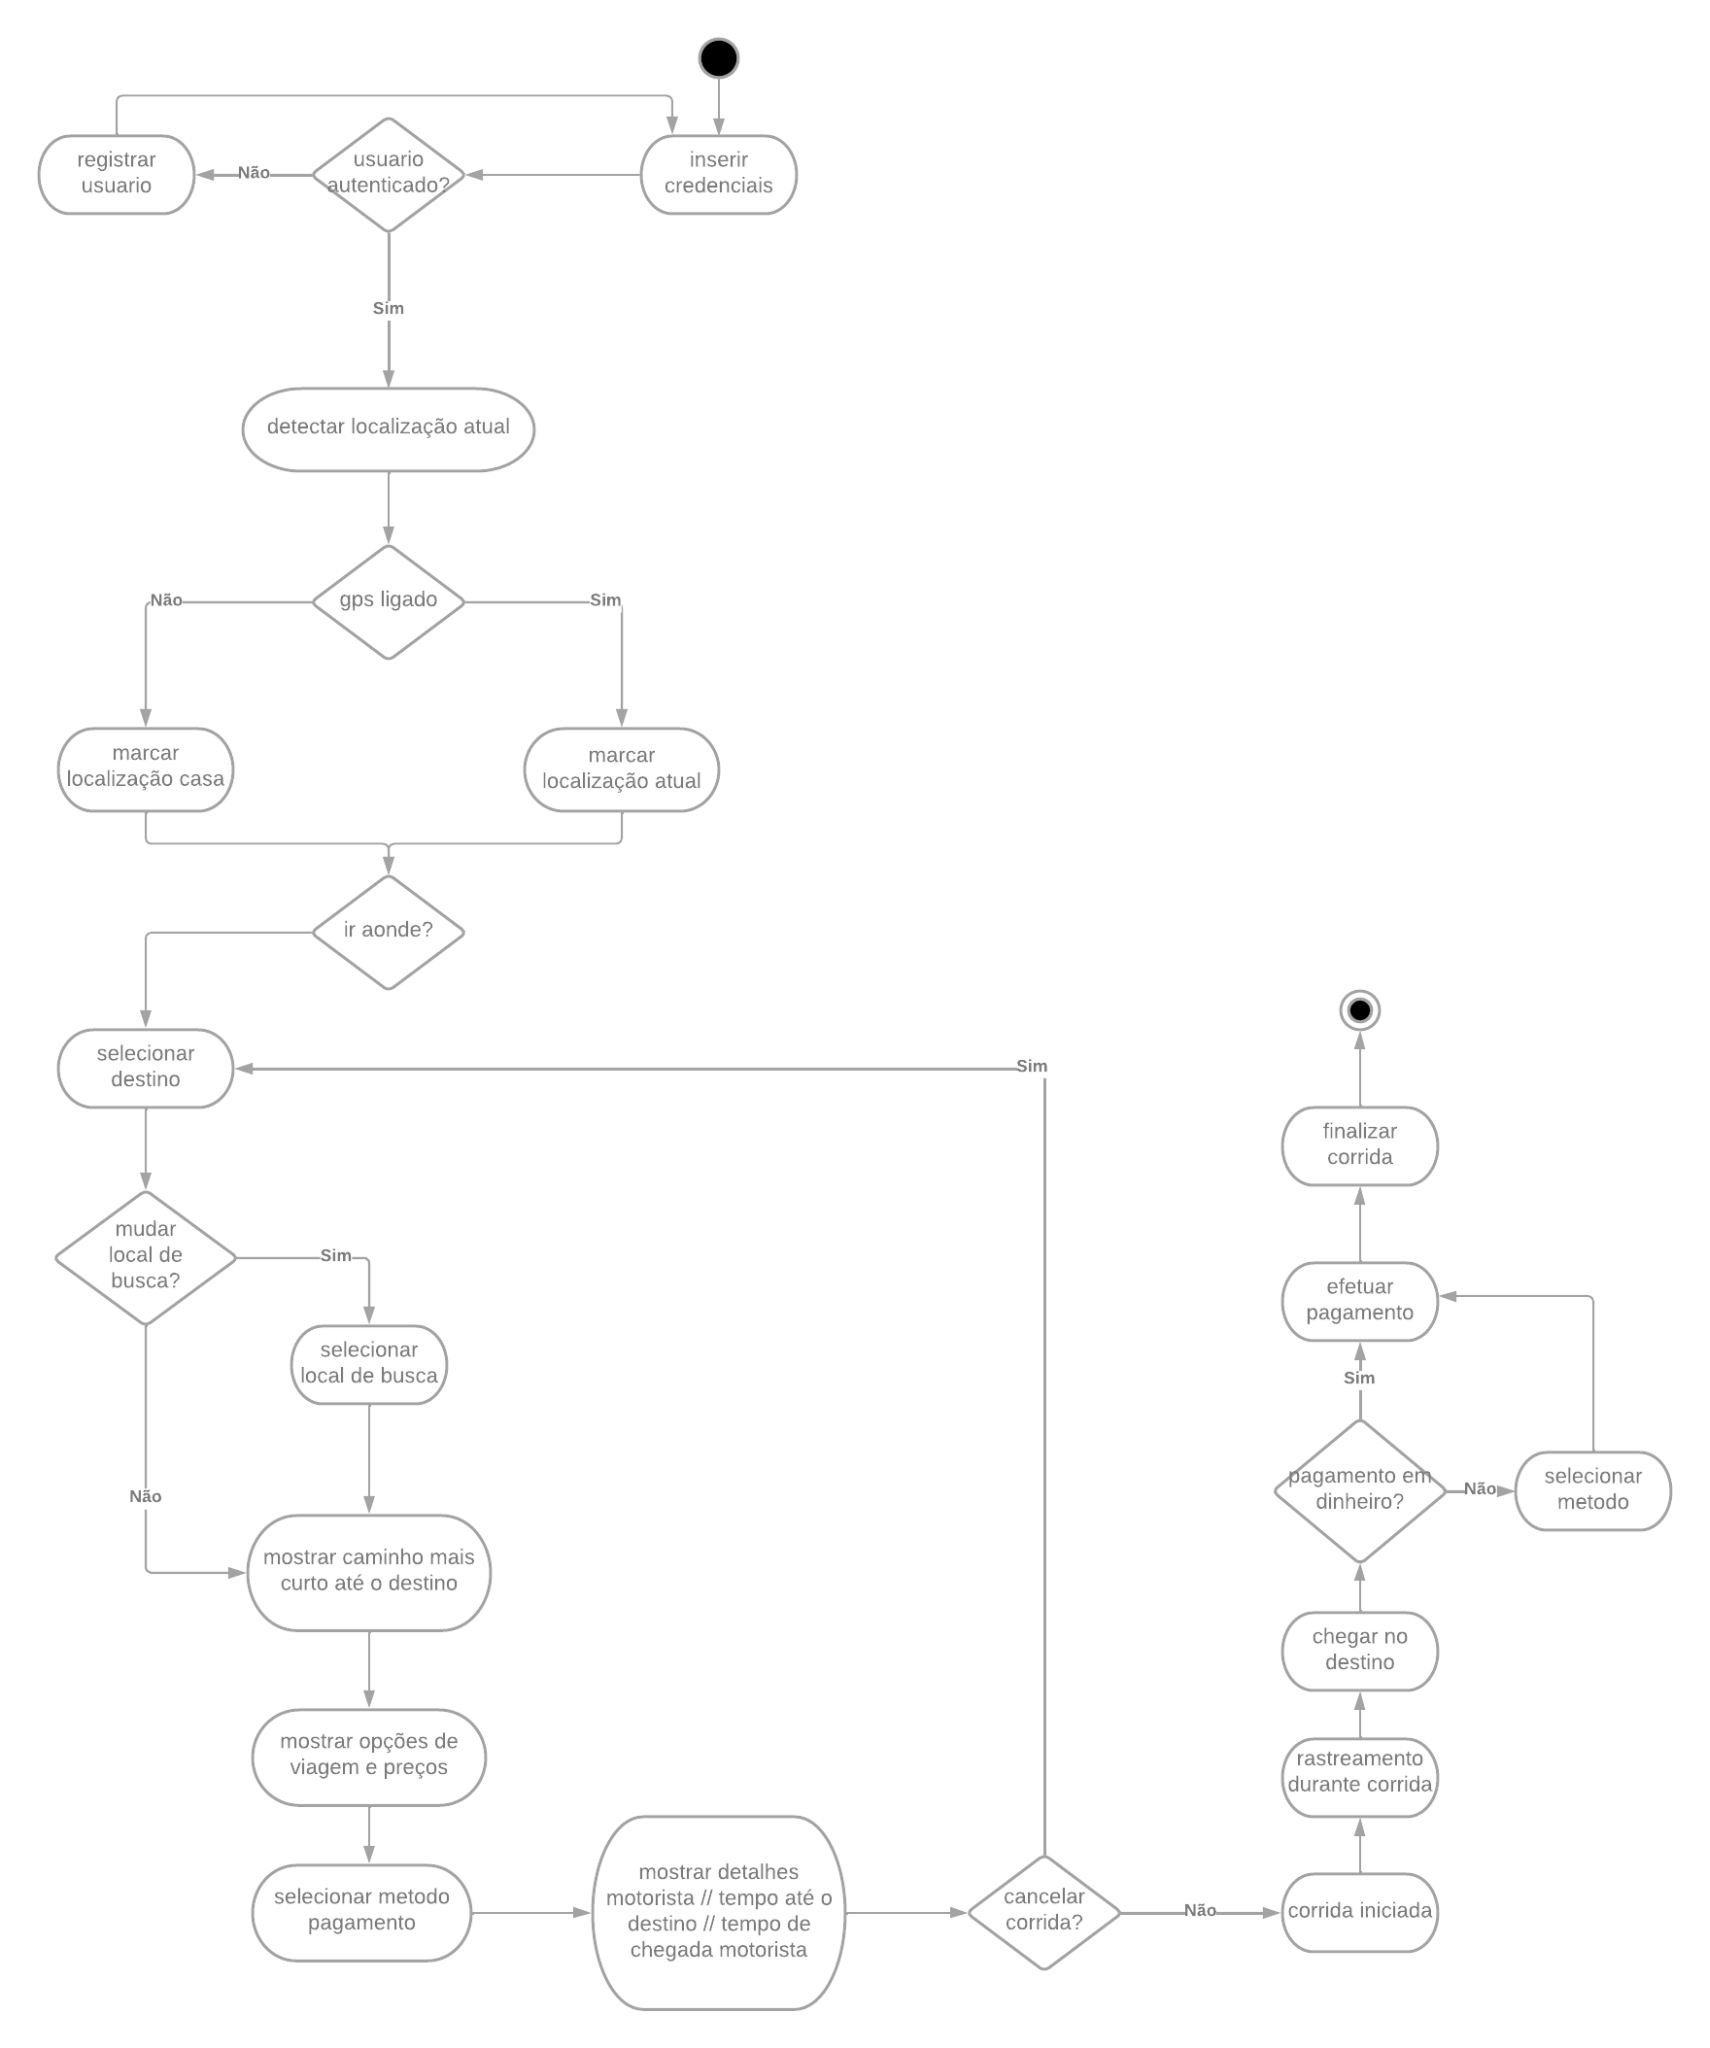 registrar
usuario
Não
usuario
autenticado?
inserir
credenciais
Sim
detectar localização atual
Não
gps ligado
Sim
marcar
localização casa
marcar
localização atual
ir aonde?
selecionar
destino
Sim
mudar
local de
busca?
Sim
selecionar
local de busca
Não
mostrar caminho mais
curto até o destino
mostrar opções de
viagem e preços
selecionar metodo
pagamento
mostrar detalhes
motorista // tempo até o
destino // tempo de
chegada motorista
cancelar
corrida?
Não
corrida iniciada
rastreamento
durante corrida
chegar no
destino
pagamento em
dinheiro?
Não
selecionar
metodo
Sim
efetuar
pagamento
finalizar
corrida